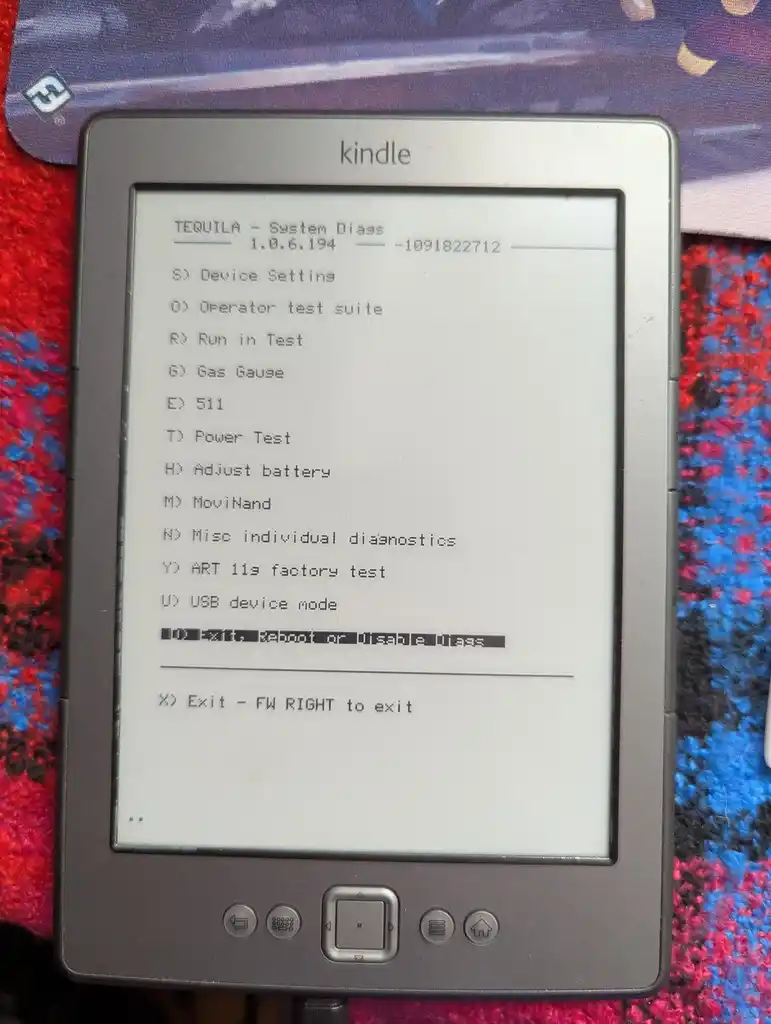 kindle
TEQUILA - System Diags
1.0.6.194 -1091822712
S) Device Setting
O) Operator test suite
R) Run in Test
G) Gas Gauge
E) 511
T) Power Test
H) Adjust battery
M) MoviNand
N) Misc individual diagnostics
Y) ART 11g factory test
U) USB device mode
D) Exit, Reboot or Disable Diags
X) Exit - FW RIGHT to exit